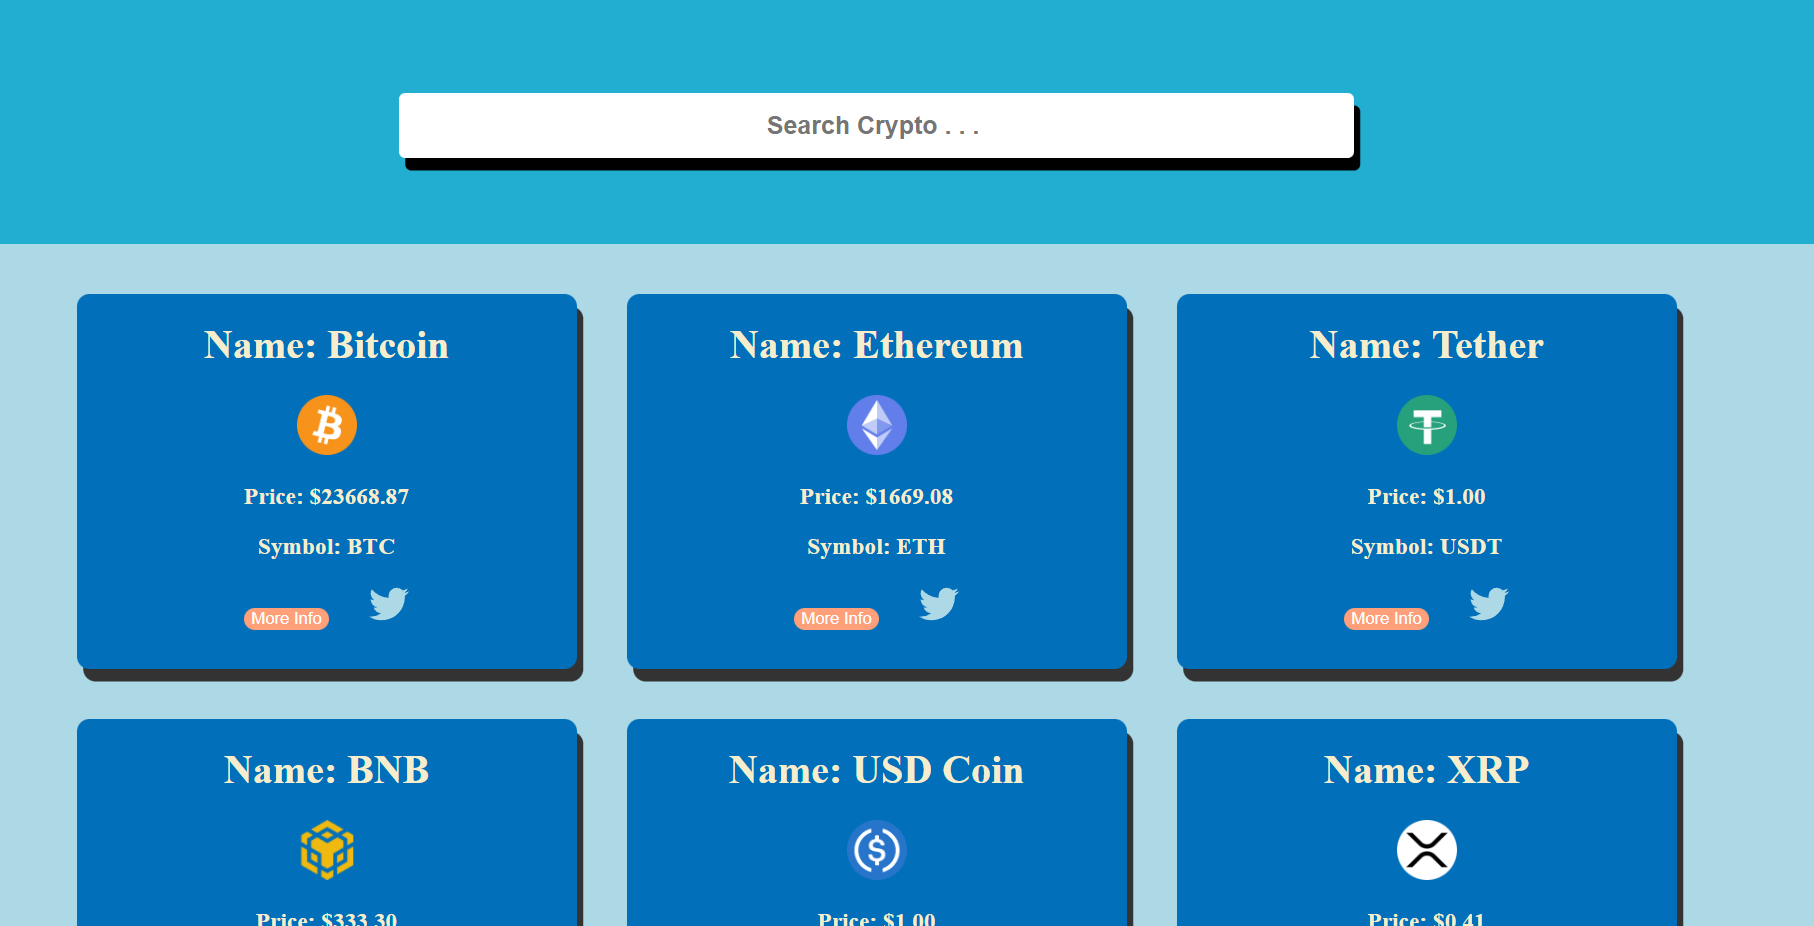 Search Crypto . . .
Name: Bitcoin
Price: $23668.87
Symbol: BTC
More Info
Name: Ethereum
Price: $1669.08
Symbol: ETH
More Info
Name: Tether
Price: $1.00
Symbol: USDT
More Info
Name: BNB
Price: $333.30
Name: USD Coin
Price: $1.00
Name: XRP
Price: $0.41